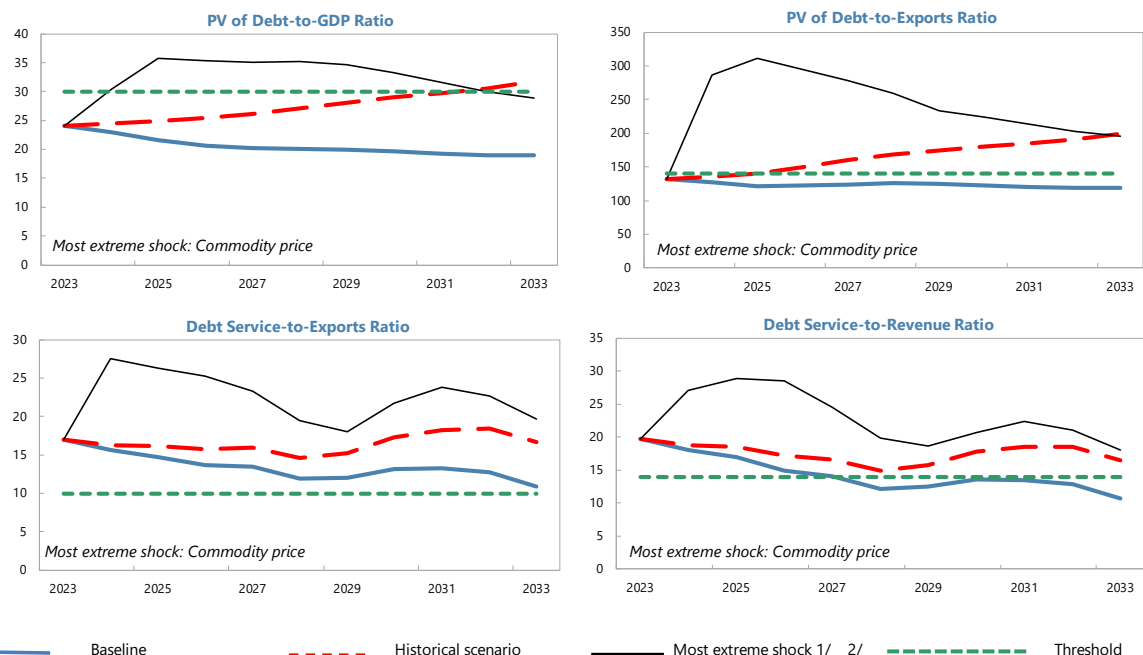 PV of Debt-to-GDP Ratio
40
35
30
25
20
15
10
5
0
Most extreme shock: Commodity price
2023 2025 2027 2029 2031 2033
PV of Debt-to-Exports Ratio
350
300
250
200
150
100
50
0
Most extreme shock: Commodity price
2023 2025 2027 2029 2031 2033
Debt Service-to-Exports Ratio
30
25
20
15
10
5
0
Most extreme shock: Commodity price
2023 2025 2027 2029 2031 2033
Debt Service-to-Revenue Ratio
35
30
25
20
15
10
5
0
Most extreme shock: Commodity price
2023 2025 2027 2029 2031 2033
Baseline Historical scenario Most extreme shock 1/ 2/ Threshold